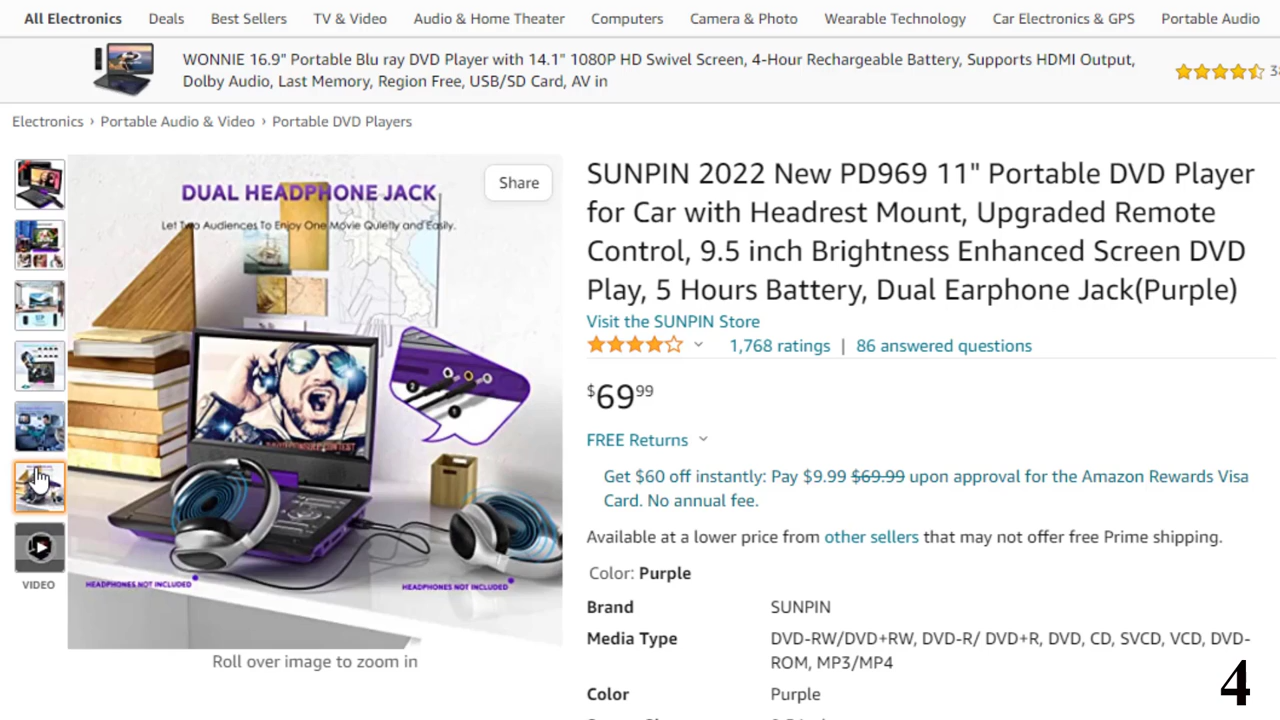 All Electronics Deals Best Sellers TV & Video Audio & Home Theater Computers Camera & Photo Wearable Technology Car Electronics & GPS Portable Audio
WONNIE 16.9" Portable Blu ray DVD Player with 14.1" 1080P HD Swivel Screen, 4-Hour Rechargeable Battery, Supports HDMI Output,
Dolby Audio, Last Memory, Region Free, USB/SD Card, AV in
Electronics › Portable Audio & Video › Portable DVD Players
Share
DUAL HEADPHONE JACK
Let Two Audiences To Enjoy One Movie Quietly and Easily.
2
1
HEADPHONES NOT INCLUDED
HEADPHONES NOT INCLUDED
VIDEO
Roll over image to zoom in
SUNPIN 2022 New PD969 11" Portable DVD Player
for Car with Headrest Mount, Upgraded Remote
Control, 9.5 inch Brightness Enhanced Screen DVD
Play, 5 Hours Battery, Dual Earphone Jack(Purple)
Visit the SUNPIN Store
1,768 ratings | 86 answered questions
$6999
FREE Returns
Get $60 off instantly: Pay $9.99 $69.99 upon approval for the Amazon Rewards Visa
Card. No annual fee.
Available at a lower price from other sellers that may not offer free Prime shipping.
Color: Purple
Brand SUNPIN
Media Type DVD-RW/DVD+RW, DVD-R/ DVD+R, DVD, CD, SVCD, VCD, DVD-
ROM, MP3/MP4
Color Purple
4